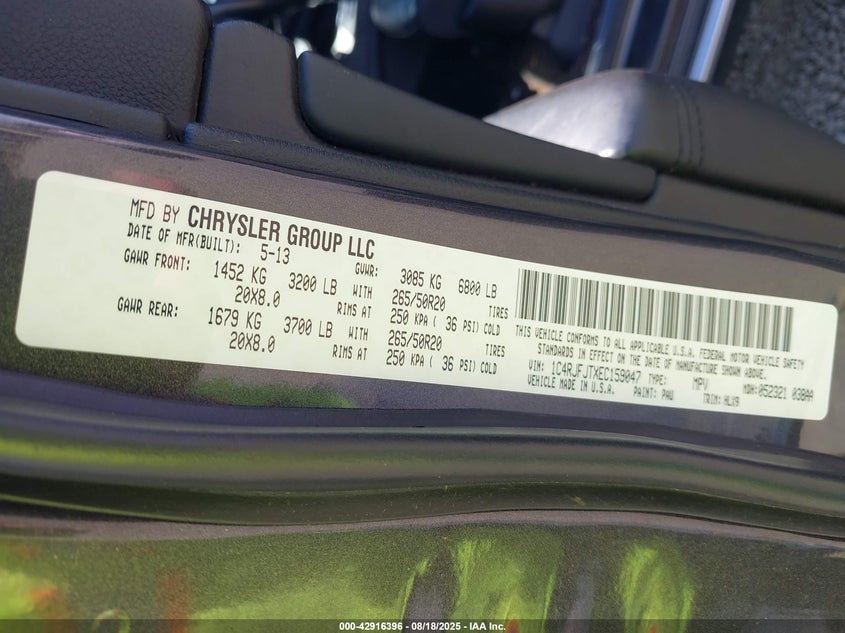 MFD BY CHRYSLER GROUP LLC
DATE OF MFR(BUILT): 5-13 GVWR: 3085 KG 6800 LB
GAWR FRONT: 1452 KG 3200 LB WITH 265/50R20 TIRES
20X8.0 RIMS AT 250 KPA ( 36 PSI) COLD
GAWR REAR: 1679 KG 3700 LB WITH 265/50R20 TIRES
20X8.0 RIMS AT 250 KPA ( 36 PSI) COLD
THIS VEHICLE CONFORMS TO ALL APPLICABLE U.S.A. FEDERAL MOTOR VEHICLE SAFETY
STANDARDS IN EFFECT ON THE DATE OF MANUFACTURE SHOWN ABOVE.
VIN: 1C4RJFJTXEC159047 TYPE: MPV MDH: 052321 038AA
VEHICLE MADE IN U.S.A. PAINT: PAU TRIM: HLX9
000-42916396 - 08/18/2025 - IAA Inc.